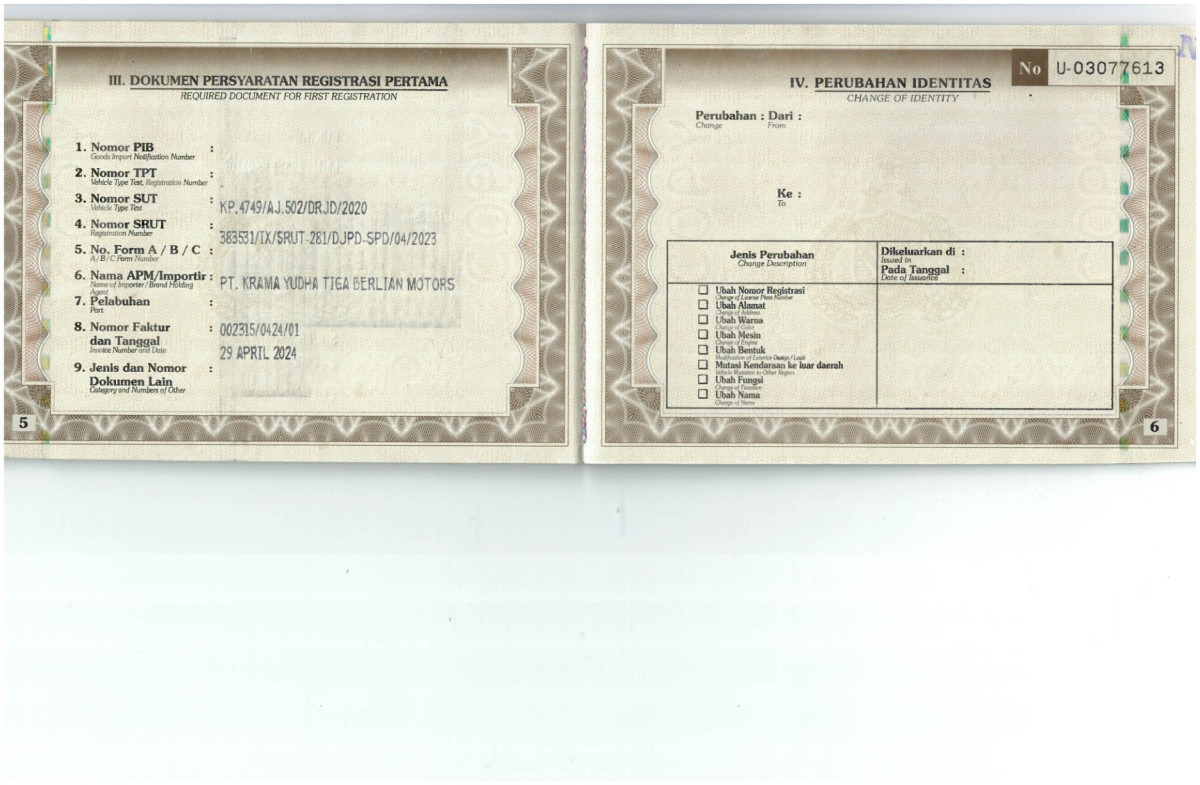 III. DOKUMEN PERSYARATAN REGISTRASI PERTAMA
REQUIRED DOCUMENT FOR FIRST REGISTRATION
1. Nomor PIB :
Goods Import Notification Number
2. Nomor TPT :
Vehicle Type Test, Registration Number
3. Nomor SUT : KP.4749/AJ.502/DRJD/2020
Vehicle Type Test
4. Nomor SRUT : 383531/IX/SRUT-281/DJPD-SPD/04/2023
Registration Number
5. No. Form A / B / C :
A / B / C Form Number
6. Nama APM/Importir : PT. KRAMA YUDHA TIGA BERLIAN MOTORS
Name of Importer / Brand Holding
Agent
7. Pelabuhan :
Port
8. Nomor Faktur : 002315/0424/01
dan Tanggal 29 APRIL 2024
Invoice Number and Date
9. Jenis dan Nomor :
Dokumen Lain
Category and Numbers of Other
5
No U-03077613
IV. PERUBAHAN IDENTITAS
CHANGE OF IDENTITY
Perubahan : Dari :
Change From
Ke :
To
Jenis Perubahan
Change Description
Dikeluarkan di :
Issued in
Pada Tanggal :
Date of Issuance
Ubah Nomor Registrasi
Change of License Plate Number
Ubah Alamat
Change of Address
Ubah Warna
Change of Color
Ubah Mesin
Change of Engine
Ubah Bentuk
Modification of Exterior Design / Look
Mutasi Kendaraan ke luar daerah
Vehicle Mutation to Other Region
Ubah Fungsi
Change of Function
Ubah Nama
Change of Name
6